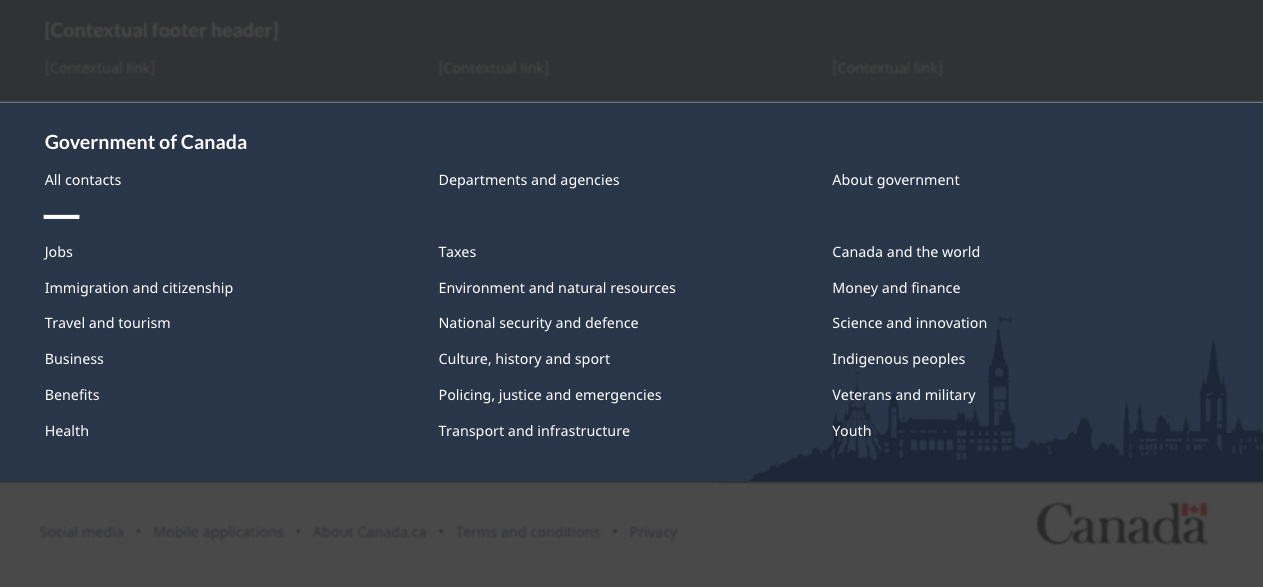 [Contextual footer header]
[Contextual link] [Contextual link] [Contextual link]
Government of Canada
All contacts Departments and agencies About government
Jobs Taxes Canada and the world
Immigration and citizenship Environment and natural resources Money and finance
Travel and tourism National security and defence Science and innovation
Business Culture, history and sport Indigenous peoples
Benefits Policing, justice and emergencies Veterans and military
Health Transport and infrastructure Youth
Social media • Mobile applications • About Canada.ca • Terms and conditions • Privacy
Canada